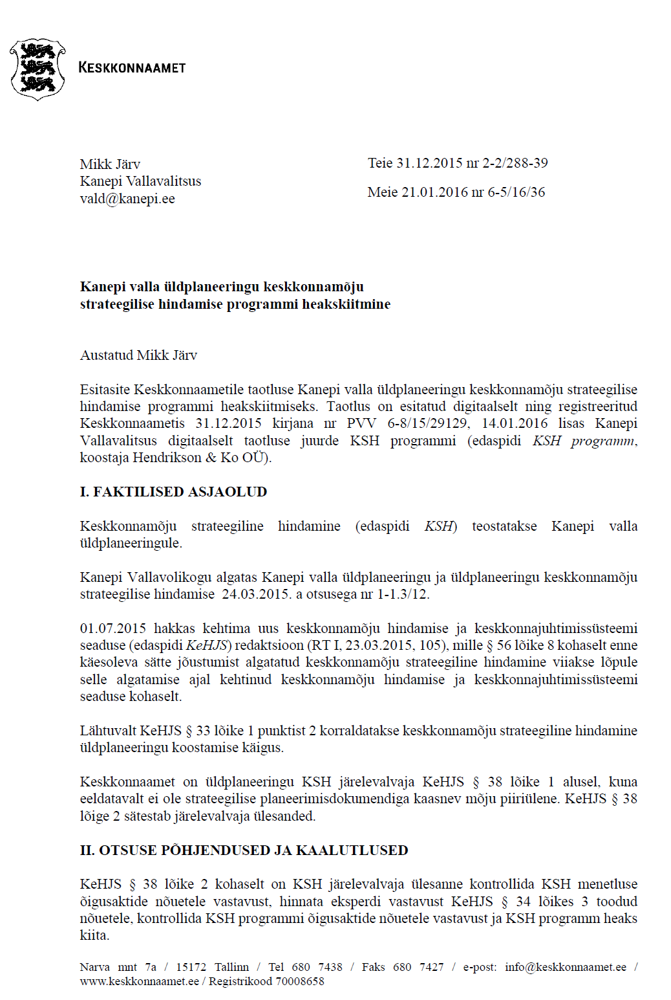 KESKKONNAAMET
Mikk Järv
Kanepi Vallavalitsus
vald@kanepi.ee
Teie 31.12.2015 nr 2-2/288-39
Meie 21.01.2016 nr 6-5/16/36
Kanepi valla üldplaneeringu keskkonnamõju
strateegilise hindamise programmi heakskiitmine
Austatud Mikk Järv
Esitasite Keskkonnaametile taotluse Kanepi valla üldplaneeringu keskkonnamõju strateegilise
hindamise programmi heakskiitmiseks. Taotlus on esitatud digitaalselt ning registreeritud
Keskkonnaametis 31.12.2015 kirjana nr PVV 6-8/15/29129, 14.01.2016 lisas Kanepi
Vallavalitsus digitaalselt taotluse juurde KSH programmi (edaspidi KSH programm,
koostaja Hendrikson & Ko OÜ).
I. FAKTILISED ASJAOLUD
Keskkonnamõju strateegiline hindamine (edaspidi KSH) teostatakse Kanepi valla
üldplaneeringule.
Kanepi Vallavolikogu algatas Kanepi valla üldplaneeringu ja üldplaneeringu keskkonnamõju
strateegilise hindamise 24.03.2015. a otsusega nr 1-1.3/12.
01.07.2015 hakkas kehtima uus keskkonnamõju hindamise ja keskkonnajuhtimissüsteemi
seaduse (edaspidi KeHJS) redaktsioon (RT I, 23.03.2015, 105), mille § 56 lõike 8 kohaselt enne
käesoleva sätte jõustumist algatatud keskkonnamõju strateegiline hindamine viiakse lõpule
selle algatamise ajal kehtinud keskkonnamõju hindamise ja keskkonnajuhtimissüsteemi
seaduse kohaselt.
Lähtuvalt KeHJS § 33 lõike 1 punktist 2 korraldatakse keskkonnamõju strateegiline hindamine
üldplaneeringu koostamise käigus.
Keskkonnaamet on üldplaneeringu KSH järelevalvaja KeHJS § 38 lõike 1 alusel, kuna
eeldatavalt ei ole strateegilise planeerimisdokumendiga kaasnev mõju piiriülene. KeHJS § 38
lõige 2 sätestab järelevalvaja ülesanded.
II. OTSUSE PÕHJENDUSED JA KAALUTLUSED
KeHJS § 38 lõike 2 kohaselt on KSH järelevalvaja ülesanne kontrollida KSH menetluse
õigusaktide nõuetele vastavust, hinnata eksperdi vastavust KeHJS § 34 lõikes 3 toodud
nõuetele, kontrollida KSH programmi õigusaktide nõuetele vastavust ja KSH programm heaks
kiita.
Narva mnt 7a / 15172 Tallinn / Tel 680 7438 / Faks 680 7427 / e-post: info@keskkonnaamet.ee /
www.keskkonnaamet.ee / Registrikood 70008658